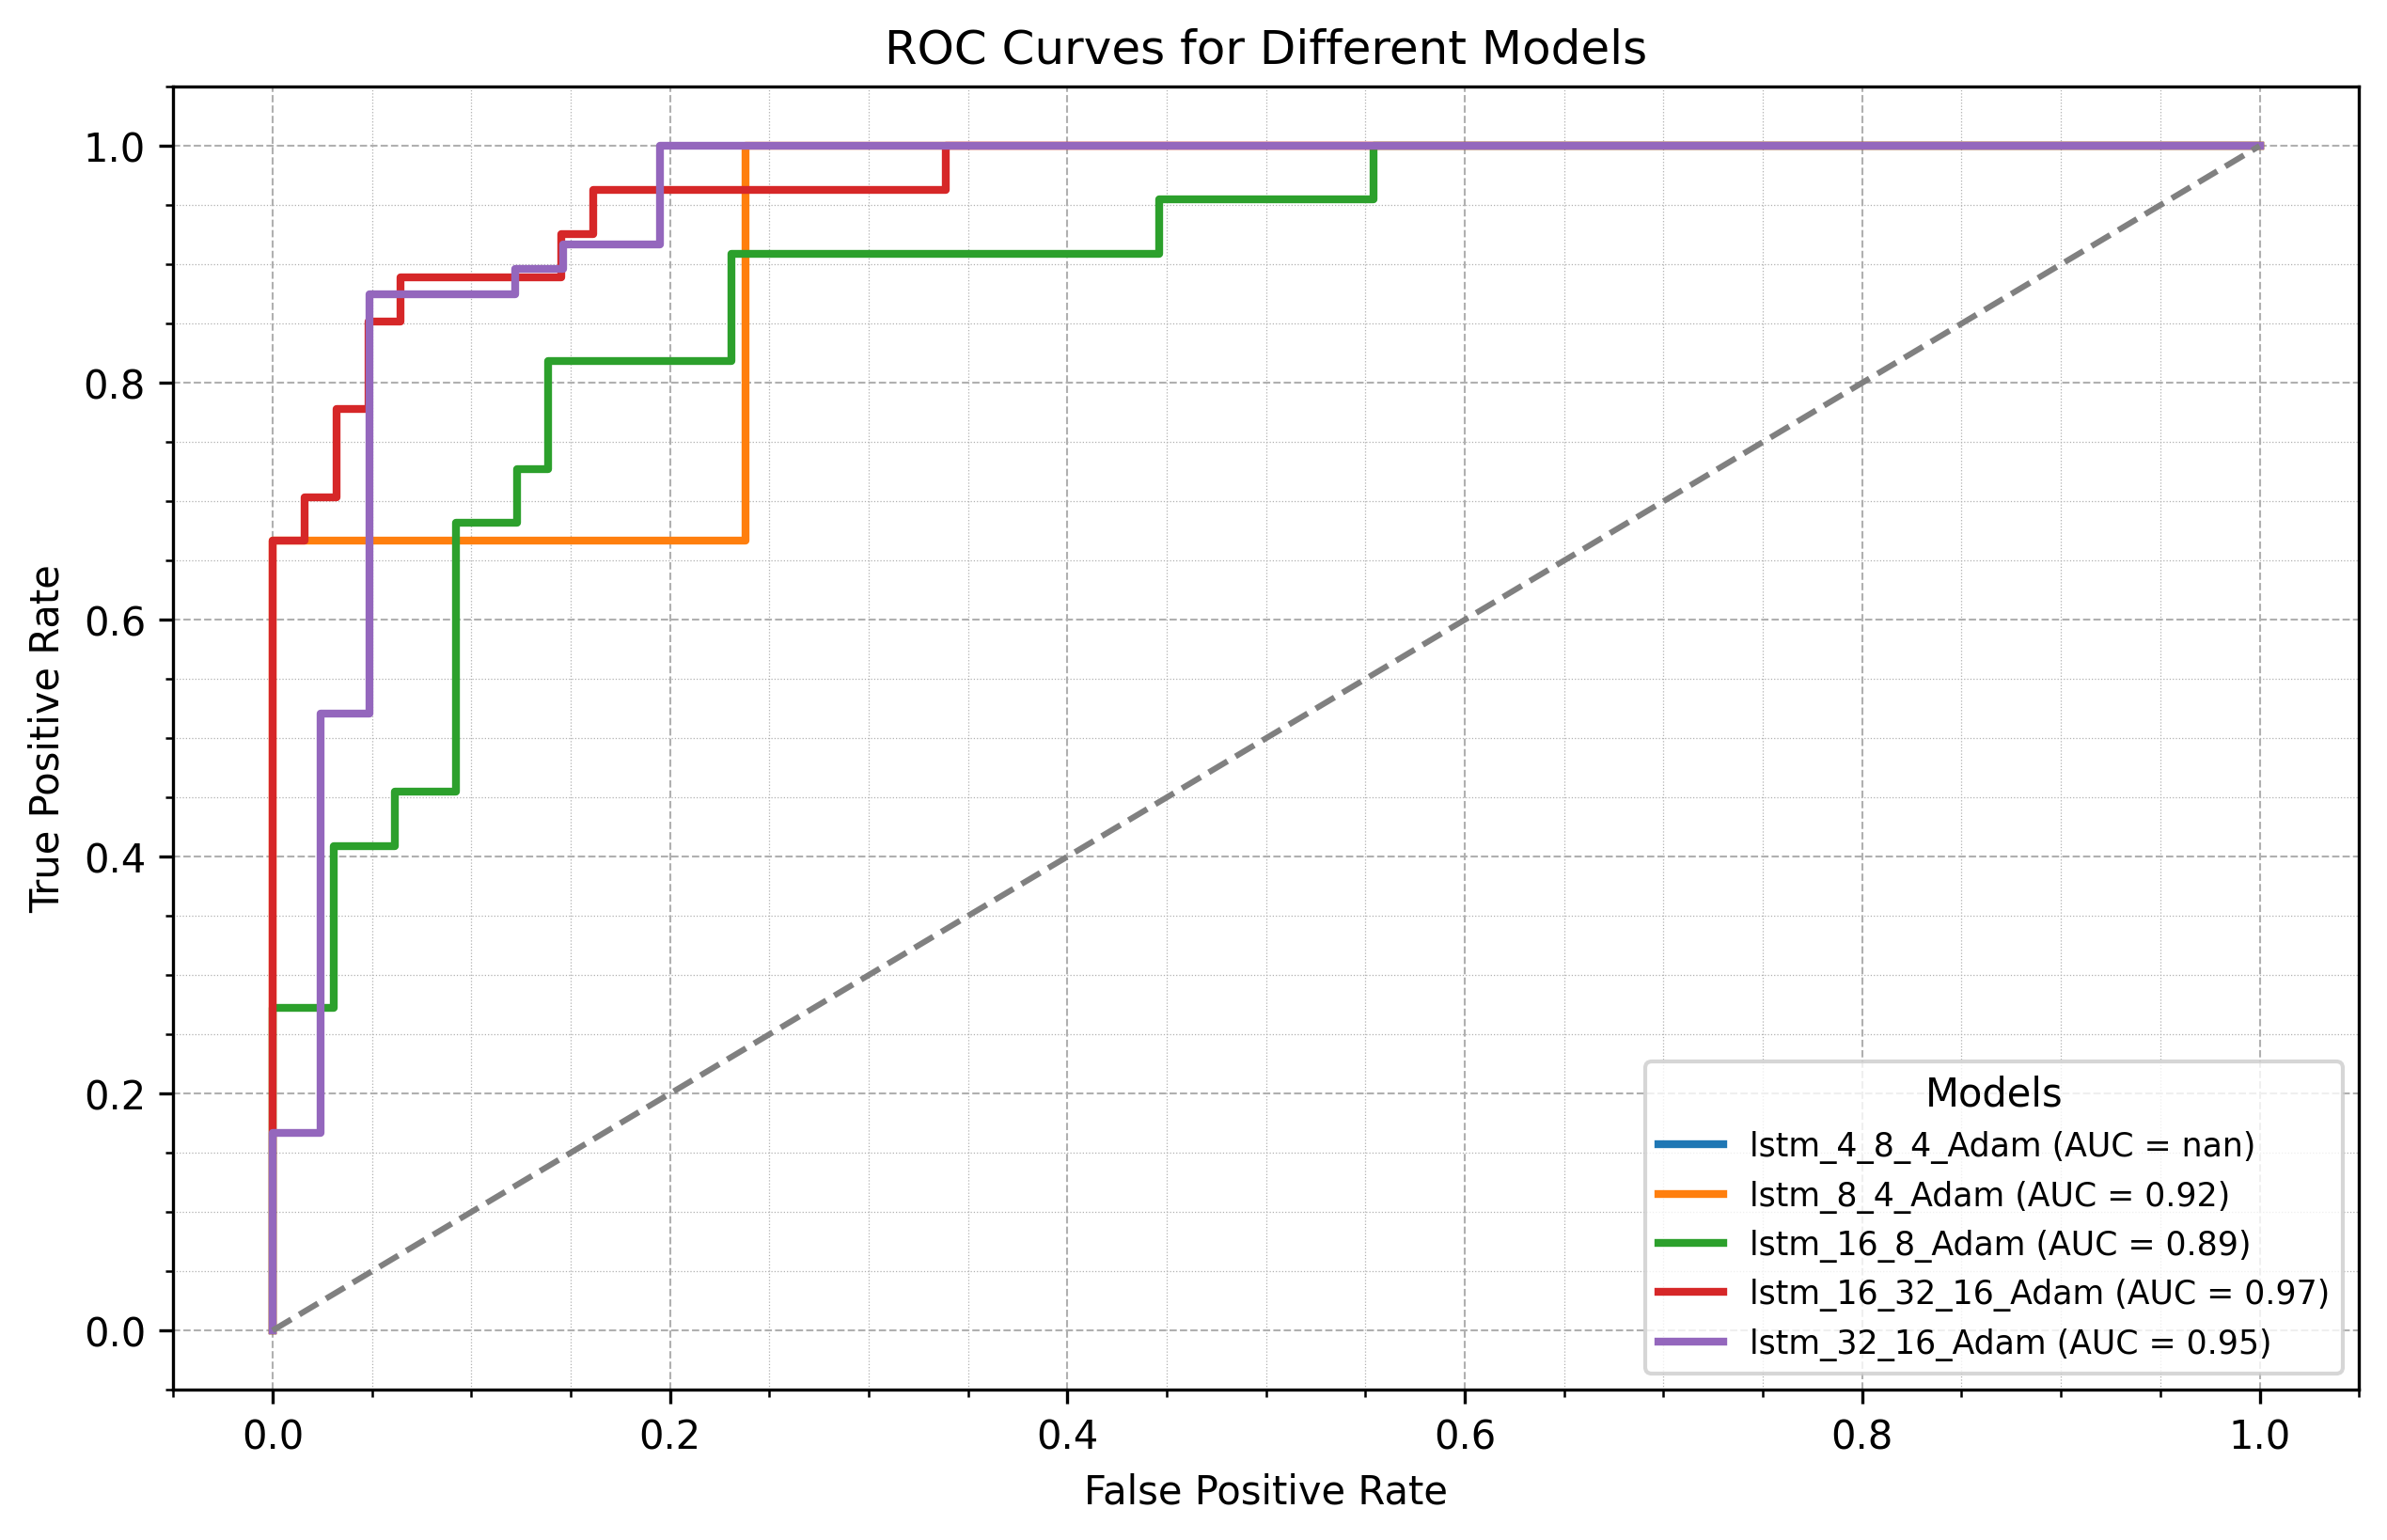 ROC Curves for Different Models
1.0
0.8
0.6
0.4
0.2
0.0
True Positive Rate
0.0 0.2 0.4 0.6 0.8 1.0
False Positive Rate
Models
lstm_4_8_4_Adam (AUC = nan)
lstm_8_4_Adam (AUC = 0.92)
lstm_16_8_Adam (AUC = 0.89)
lstm_16_32_16_Adam (AUC = 0.97)
lstm_32_16_Adam (AUC = 0.95)